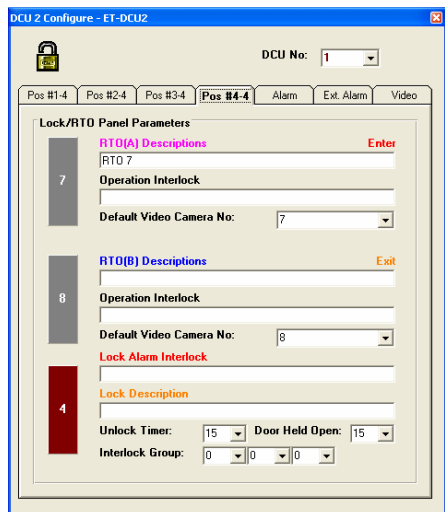 DCU 2 Configure - ET-DCU2
DCU No: 1
Pos #1-4 Pos #2-4 Pos #3-4 Pos #4-4 Alarm Ext. Alarm Video
Lock/RTO Panel Parameters
RTO(A) Descriptions Enter
RTO 7
7
Operation Interlock
Default Video Camera No: 7
RTO(B) Descriptions Exit
8
Operation Interlock
Default Video Camera No: 8
Lock Alarm Interlock
Lock Description
4
Unlock Timer: 15 Door Held Open: 15
Interlock Group: 0 0 0